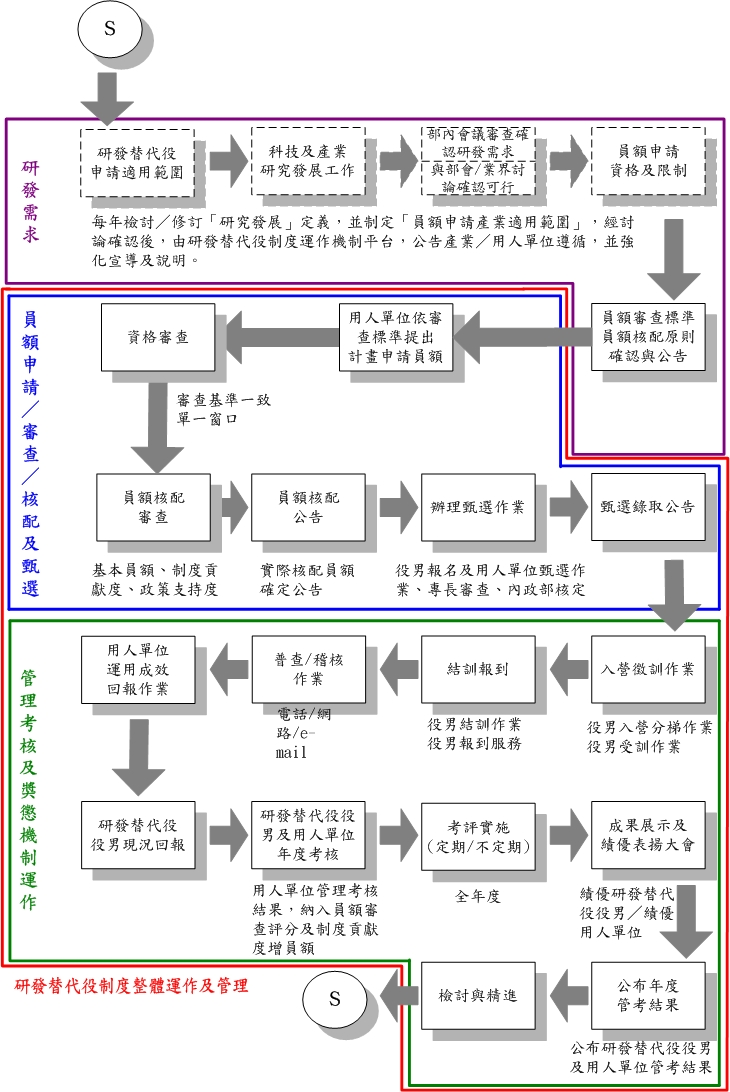 S
研發需求
研發替代役
申請適用範圍
科技及產業
研究發展工作
部內會議審查確
認研發需求
與部會/業界討
論確認可行
員額申請
資格及限制
每年檢討／修訂「研究發展」定義，並制定「員額申請產業適用範圍」，經討
論確認後，由研發替代役制度運作機制平台，公告產業／用人單位遵循，並強
化宣導及說明。
員額申請／審查／核配及甄選
員額審查標準
員額核配原則
確認與公告
用人單位依審
查標準提出
計畫申請員額
資格審查
審查基準一致
單一窗口
員額核配
審查
員額核配
公告
辦理甄選作業
甄選錄取公告
基本員額、制度貢
獻度、政策支持度
實際核配員額
確定公告
役男報名及用人單位甄選作
業、專長審查、內政部核定
管理考核及獎懲機制運作
入營徵訓作業
役男入營分梯作業
役男受訓作業
結訓報到
役男結訓作業
役男報到服務
普查/稽核
作業
電話/網
路/e-
mail
用人單位
運用成效
回報作業
研發替代役
役男現況回報
研發替代役役
男及用人單位
年度考核
用人單位管理考核
結果，納入員額審
查評分及制度貢獻
度增員額
考評實施
(定期/不定期)
全年度
成果展示及
績優表揚大會
績優研發替代
役役男／績優
用人單位
公布年度
管考結果
公布研發替代役役男
及用人單位管考結果
檢討與精進
S
研發替代役制度整體運作及管理